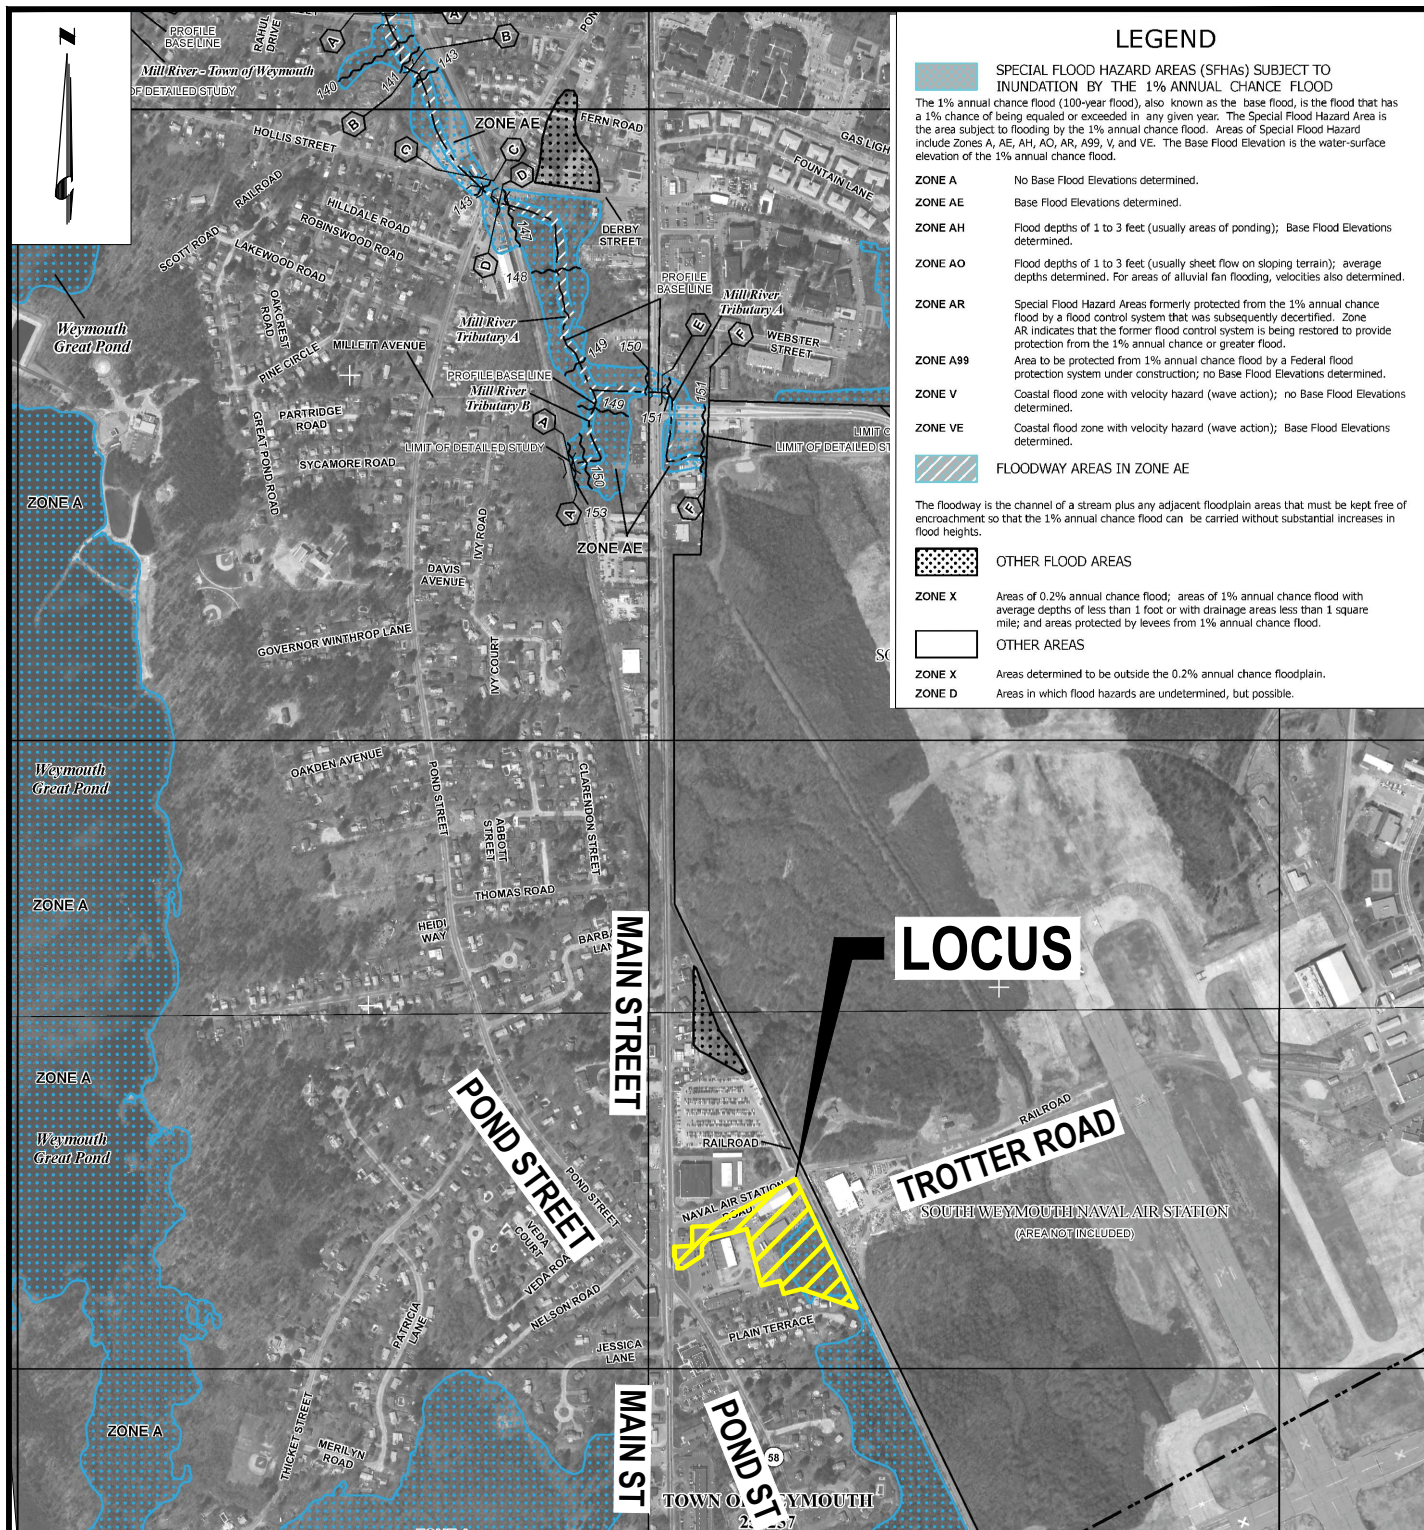 N
PROFILE
BASE LINE
RAHUL
DRIVE
Mill River - Town of Weymouth
OF DETAILED STUDY
A
A
B
140
141
143
B
HOLLIS STREET
C
ZONE AE
C
D
FERN ROAD
GAS LIGH
FOUNTAIN LANE
RAILROAD
143
147
HILLDALE ROAD
ROBINSWOOD ROAD
SCOTT ROAD
LAKEWOOD ROAD
DERBY
STREET
D
148
PROFILE
BASE LINE
Mill River
Tributary A
OAKCREST
ROAD
Weymouth
Great Pond
Mill River
Tributary A
E
F
WEBSTER
STREET
MILLETT AVENUE
149
150
PINE CIRCLE
PROFILE BASE LINE
Mill River
Tributary B
149
151
151
PARTRIDGE
ROAD
GREAT POND ROAD
A
LIMIT OF DETAILED STUDY
LIMIT O
LIMIT OF DETAILED ST
SYCAMORE ROAD
150
ZONE A
A
153
F
IVY ROAD
ZONE AE
DAVIS
AVENUE
GOVERNOR WINTHROP LANE
IVY COURT
SO
OAKDEN AVENUE
Weymouth
Great Pond
POND STREET
CLARENDON STREET
ABBOTT
STREET
THOMAS ROAD
ZONE A
HEIDI
WAY
BARBA
LAN
MAIN STREET
LOCUS
ZONE A
POND STREET
RAILROAD
RAILROAD
TROTTER ROAD
Weymouth
Great Pond
POND STREET
NAVAL AIR STATION
ROAD
SOUTH WEYMOUTH NAVAL AIR STATION
(AREA NOT INCLUDED)
VEDA
COURT
VEDA ROA
NELSON ROAD
PATRICIA
LANE
PLAIN TERRACE
JESSICA
LANE
ZONE A
THICKET STREET
MERILYN
ROAD
MAIN ST
POND ST
58
TOWN O YMOUTH
LEGEND
SPECIAL FLOOD HAZARD AREAS (SFHAs) SUBJECT TO
INUNDATION BY THE 1% ANNUAL CHANCE FLOOD
The 1% annual chance flood (100-year flood), also known as the base flood, is the flood that has
a 1% chance of being equaled or exceeded in any given year. The Special Flood Hazard Area is
the area subject to flooding by the 1% annual chance flood. Areas of Special Flood Hazard
include Zones A, AE, AH, AO, AR, A99, V, and VE. The Base Flood Elevation is the water-surface
elevation of the 1% annual chance flood.
ZONE A No Base Flood Elevations determined.
ZONE AE Base Flood Elevations determined.
ZONE AH Flood depths of 1 to 3 feet (usually areas of ponding); Base Flood Elevations
determined.
ZONE AO Flood depths of 1 to 3 feet (usually sheet flow on sloping terrain); average
depths determined. For areas of alluvial fan flooding, velocities also determined.
ZONE AR Special Flood Hazard Areas formerly protected from the 1% annual chance
flood by a flood control system that was subsequently decertified. Zone
AR indicates that the former flood control system is being restored to provide
protection from the 1% annual chance or greater flood.
ZONE A99 Area to be protected from 1% annual chance flood by a Federal flood
protection system under construction; no Base Flood Elevations determined.
ZONE V Coastal flood zone with velocity hazard (wave action); no Base Flood Elevations
determined.
ZONE VE Coastal flood zone with velocity hazard (wave action); Base Flood Elevations
determined.
FLOODWAY AREAS IN ZONE AE
The floodway is the channel of a stream plus any adjacent floodplain areas that must be kept free of
encroachment so that the 1% annual chance flood can be carried without substantial increases in
flood heights.
OTHER FLOOD AREAS
ZONE X Areas of 0.2% annual chance flood; areas of 1% annual chance flood with
average depths of less than 1 foot or with drainage areas less than 1 square
mile; and areas protected by levees from 1% annual chance flood.
OTHER AREAS
ZONE X Areas determined to be outside the 0.2% annual chance floodplain.
ZONE D Areas in which flood hazards are undetermined, but possible.